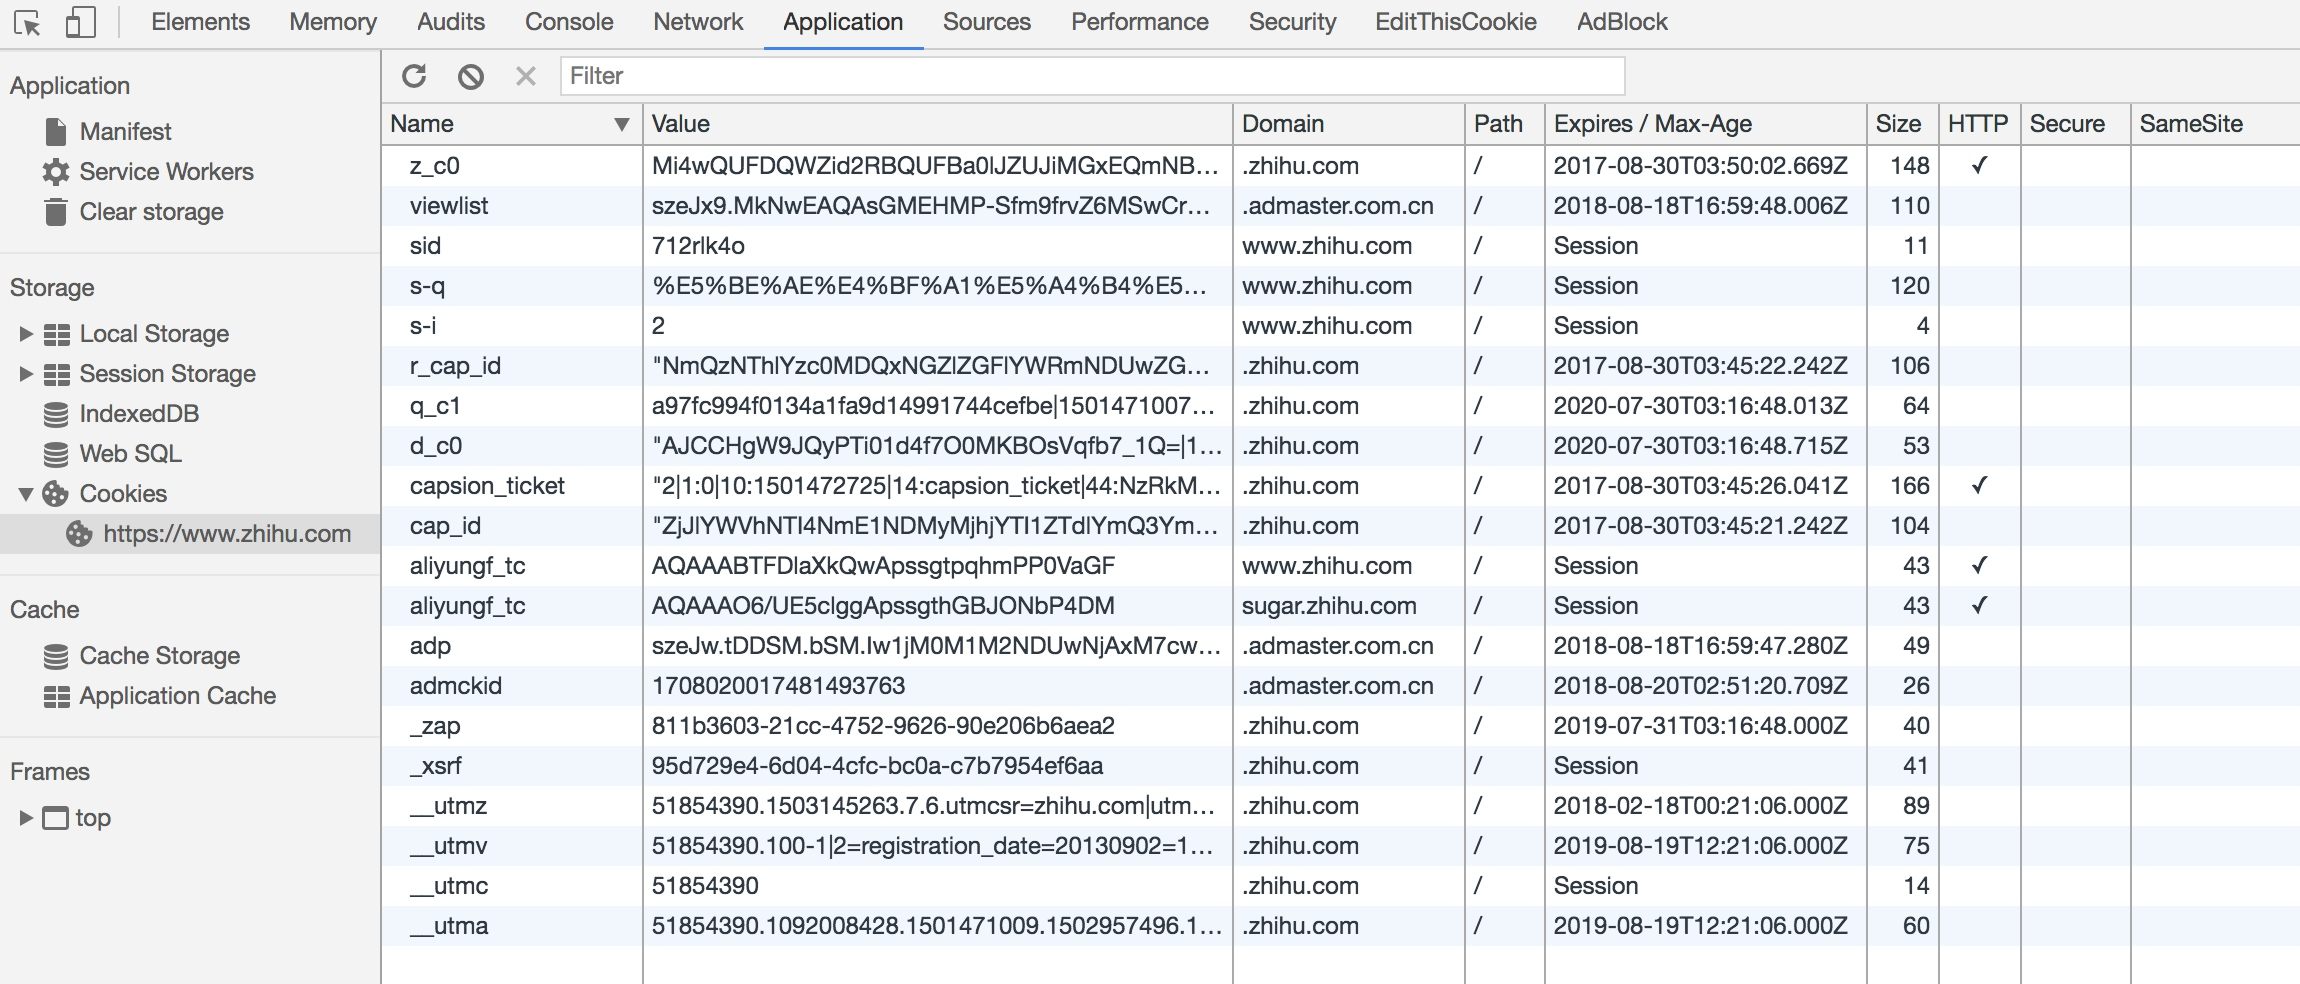 Elements Memory Audits Console Network Application Sources Performance Security EditThisCookie AdBlock
Application
Manifest
Service Workers
Clear storage
Storage
Local Storage
Session Storage
IndexedDB
Web SQL
Cookies
https://www.zhihu.com
Cache
Cache Storage
Application Cache
Frames
top
Filter
Name Value Domain Path Expires / Max-Age Size HTTP Secure SameSite
z_c0 Mi4wQUFDQWZid2RBQUFBa0lJZUJiMGxEQmNB... .zhihu.com / 2017-08-30T03:50:02.669Z 148 ✓
viewlist szeJx9.MkNwEAQAsGMEHMP-Sfm9frvZ6MSwCr... .admaster.com.cn / 2018-08-18T16:59:48.006Z 110
sid 712rlk4o www.zhihu.com / Session 11
s-q %E5%BE%AE%E4%BF%A1%E5%A4%B4%E5... www.zhihu.com / Session 120
s-i 2 www.zhihu.com / Session 4
r_cap_id "NmQzNThlYzc0MDQxNGZlZGFlYWRmNDUwZG... .zhihu.com / 2017-08-30T03:45:22.242Z 106
q_c1 a97fc994f0134a1fa9d14991744cefbe|1501471007... .zhihu.com / 2020-07-30T03:16:48.013Z 64
d_c0 "AJCCHgW9JQyPTi01d4f7O0MKBOsVqfb7_1Q=|1... .zhihu.com / 2020-07-30T03:16:48.715Z 53
capsion_ticket "2|1:0|10:1501472725|14:capsion_ticket|44:NzRkM... .zhihu.com / 2017-08-30T03:45:26.041Z 166 ✓
cap_id "ZjJlYWVhNTI4NmE1NDMyMjhjYTI1ZTdlYmQ3Ym... .zhihu.com / 2017-08-30T03:45:21.242Z 104
aliyungf_tc AQAAABTFDlaXkQwApssgtpqhmPP0VaGF www.zhihu.com / Session 43 ✓
aliyungf_tc AQAAAO6/UE5clggApssgthGBJONbP4DM sugar.zhihu.com / Session 43 ✓
adp szeJw.tDDSM.bSM.Iw1jM0M1M2NDUwNjAxM7cw... .admaster.com.cn / 2018-08-18T16:59:47.280Z 49
admckid 1708020017481493763 .admaster.com.cn / 2018-08-20T02:51:20.709Z 26
_zap 811b3603-21cc-4752-9626-90e206b6aea2 .zhihu.com / 2019-07-31T03:16:48.000Z 40
_xsrf 95d729e4-6d04-4cfc-bc0a-c7b7954ef6aa .zhihu.com / Session 41
__utmz 51854390.1503145263.7.6.utmcsr=zhihu.com|utm... .zhihu.com / 2018-02-18T00:21:06.000Z 89
__utmv 51854390.100-1|2=registration_date=20130902=1... .zhihu.com / 2019-08-19T12:21:06.000Z 75
__utmc 51854390 .zhihu.com / Session 14
__utma 51854390.1092008428.1501471009.1502957496.1... .zhihu.com / 2019-08-19T12:21:06.000Z 60